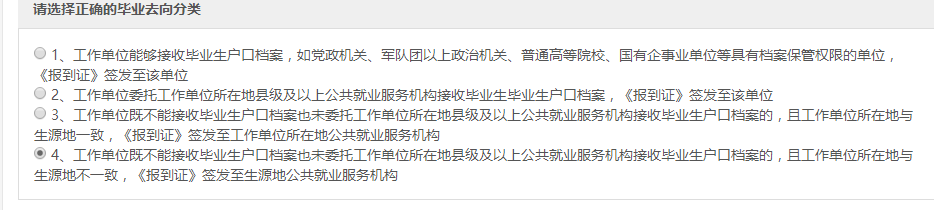 请选择正确的毕业去向分类
1、工作单位能够接收毕业生户口档案，如党政机关、军队团以上政治机关、普通高等院校、国有企事业单位等具有档案保管权限的单位，
《报到证》签发至该单位
2、工作单位委托工作单位所在地县级及以上公共就业服务机构接收毕业生毕业生户口档案，《报到证》签发至该单位
3、工作单位既不能接收毕业生户口档案也未委托工作单位所在地县级及以上公共就业服务机构接收毕业生户口档案的，且工作单位所在地与
生源地一致，《报到证》签发至工作单位所在地公共就业服务机构
4、工作单位既不能接收毕业生户口档案也未委托工作单位所在地县级及以上公共就业服务机构接收毕业生户口档案的，且工作单位所在地与
生源地不一致，《报到证》签发至生源地公共就业服务机构